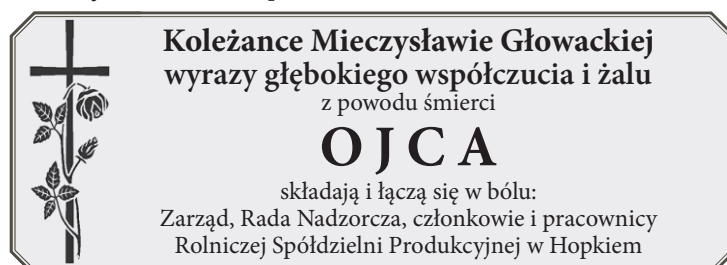 Koleżance Mieczysławie Głowackiej
wyrazy głębokiego współczucia i żalu
z powodu śmierci
OJCA
składają i łączą się w bólu:
Zarząd, Rada Nadzorcza, członkowie i pracownicy
Rolniczej Spółdzielni Produkcyjnej w Hopkiem